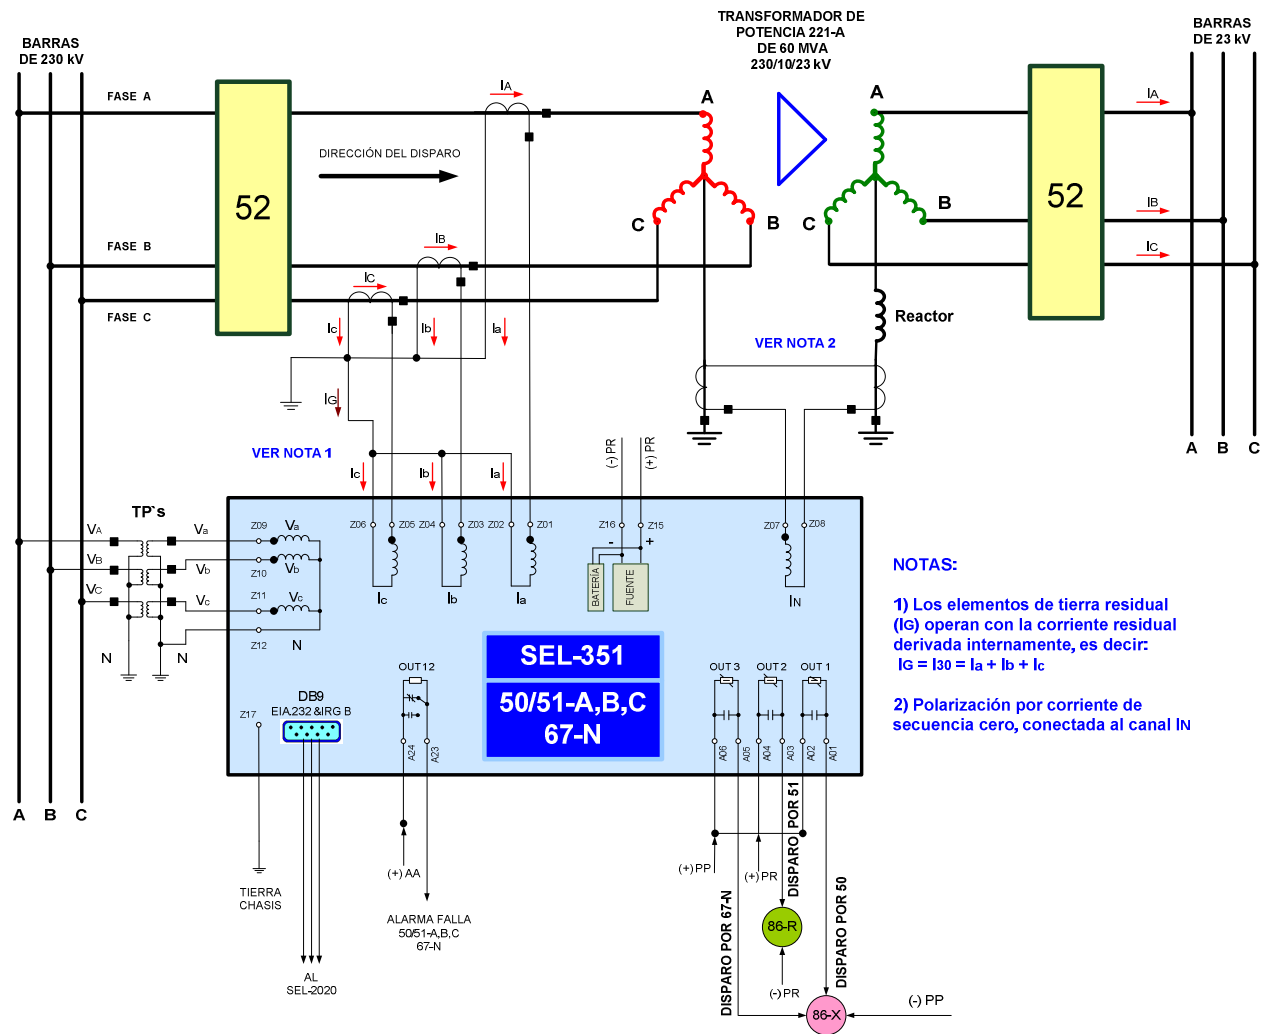 TRANSFORMADOR DE
POTENCIA 221-A
DE 60 MVA
230/10/23 kV
BARRAS
DE 230 kV
BARRAS
DE 23 kV
FASE A
FASE B
FASE C
52
DIRECCIÓN DEL DISPARO
IA
IB
IC
A
C
B
A
C
B
52
IA
IB
IC
Reactor
VER NOTA 2
Ic
Ib
Ia
IG
VER NOTA 1
Ic
Ib
Ia
(-) PR
(+) PR
A
B
C
TP`s
VA
Va
VB
Vb
VC
Vc
N
N
Z09
Z10
Z11
Z12
Va
Vb
Vc
N
Z06
Z05
Z04
Z03
Z02
Z01
Z16
Z15
Z07
Z08
-
+
BATERÍA
FUENTE
Ic
Ib
Ia
IN
SEL-351
50/51-A,B,C
67-N
OUT 12
OUT 3
OUT 2
OUT 1
DB9
EIA,232 &IRG B
Z17
A24
A23
A06
A05
A04
A03
A02
A01
A
B
C
NOTAS:
1) Los elementos de tierra residual
(IG) operan con la corriente residual
derivada internamente, es decir:
IG = I30 = Ia + Ib + Ic
2) Polarización por corriente de
secuencia cero, conectada al canal IN
TIERRA
CHASIS
AL
SEL-2020
(+) AA
ALARMA FALLA
50/51-A,B,C
67-N
(+) PP
(+) PR
DISPARO POR 67-N
DISPARO POR 51
DISPARO POR 50
86-R
(-) PR
86-X
(-) PP